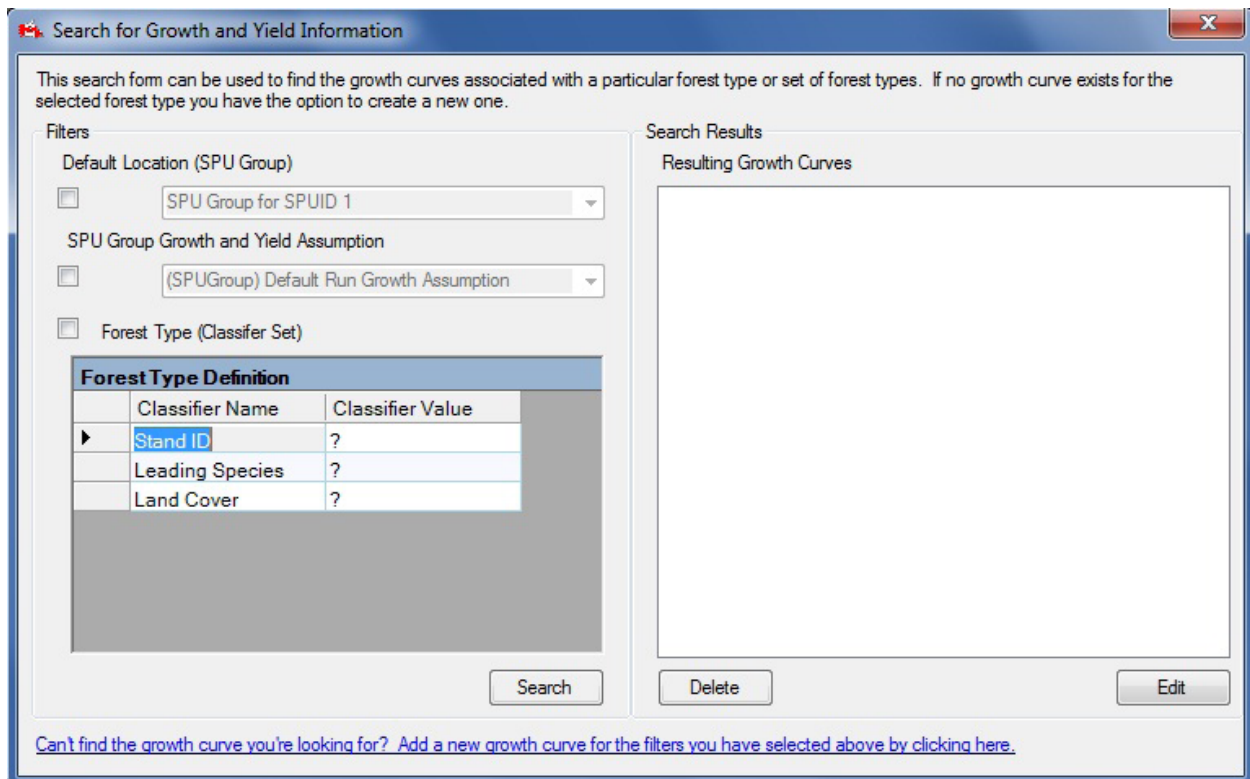 Search for Growth and Yield Information
X
This search form can be used to find the growth curves associated with a particular forest type or set of forest types. If no growth curve exists for the
selected forest type you have the option to create a new one.
Filters
Default Location (SPU Group)
SPU Group for SPUID 1
SPU Group Growth and Yield Assumption
(SPUGroup) Default Run Growth Assumption
Forest Type (Classifer Set)
Forest Type Definition
Classifier Name Classifier Value
Stand ID ?
Leading Species ?
Land Cover ?
Search
Search Results
Resulting Growth Curves
Delete
Edit
Can't find the growth curve you're looking for? Add a new growth curve for the filters you have selected above by clicking here.